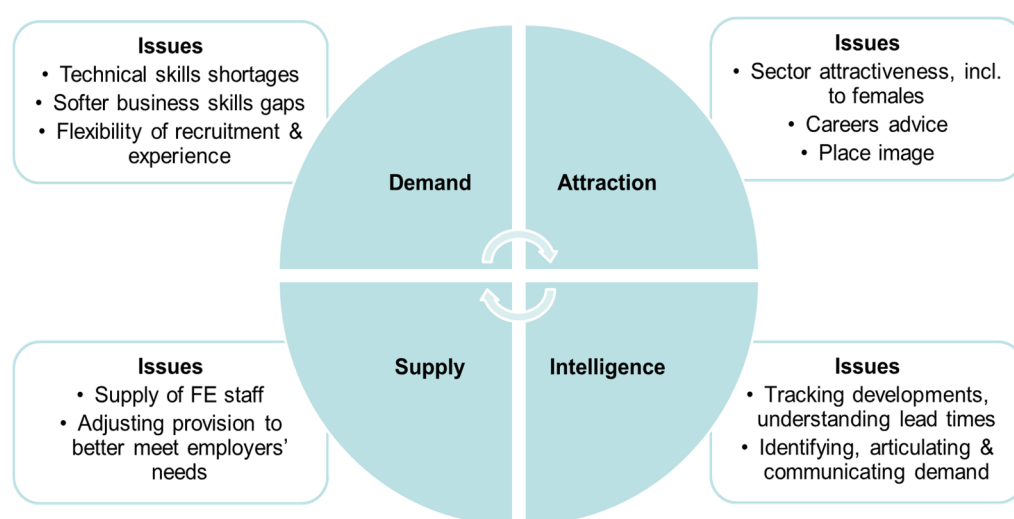 Issues
• Technical skills shortages
• Softer business skills gaps
• Flexibility of recruitment &
experience
Issues
• Sector attractiveness, incl.
to females
• Careers advice
• Place image
Demand
Attraction
Supply
Intelligence
Issues
• Supply of FE staff
• Adjusting provision to
better meet employers’
needs
Issues
• Tracking developments,
understanding lead times
• Identifying, articulating &
communicating demand